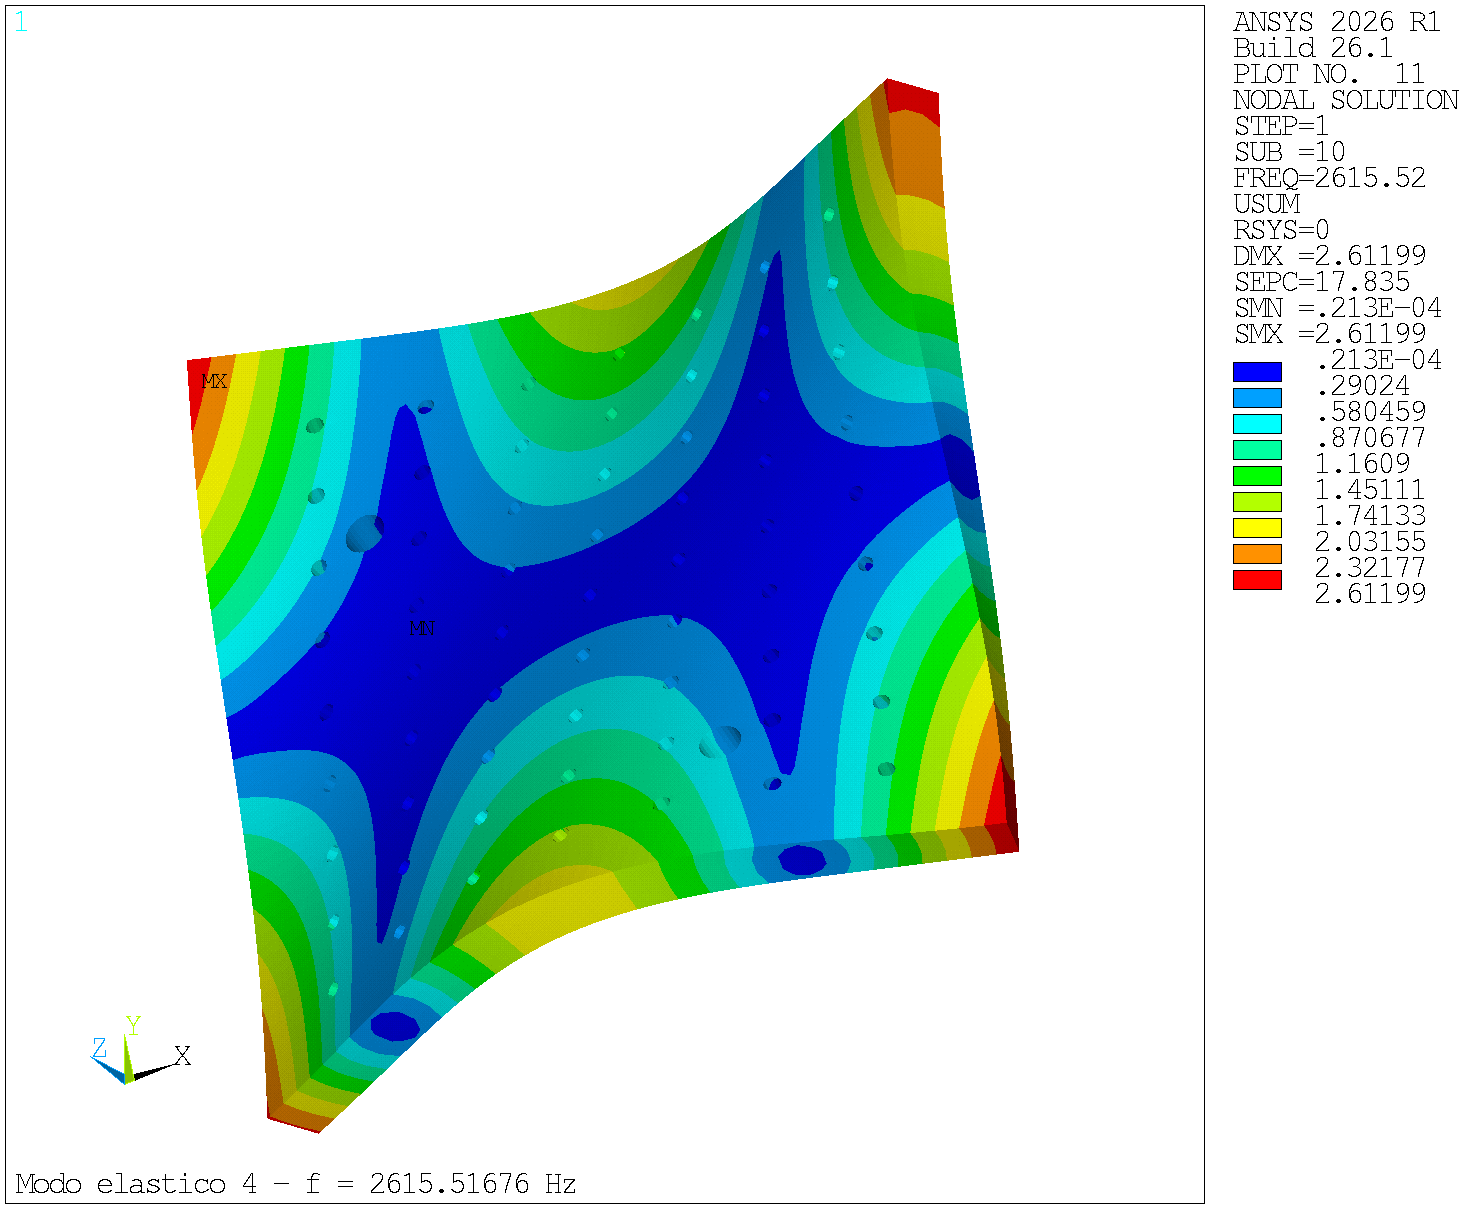 1
ANSYS 2026 R1
Build 26.1
PLOT NO. 11
NODAL SOLUTION
STEP=1
SUB =10
FREQ=2615.52
USUM
RSYS=0
DMX =2.61199
SEPC=17.835
SMN =.213E-04
SMX =2.61199
.213E-04
.29024
.580459
.870677
1.1609
1.45111
1.74133
2.03155
2.32177
2.61199
MX
MN
Y
Z
X
Modo elastico 4 - f = 2615.51676 Hz